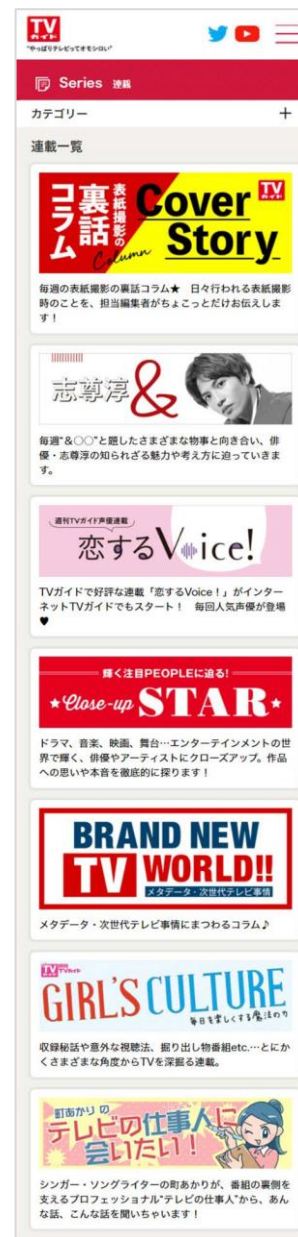 TV
ガイド
"やっぱりテレビってオモシロい"
Series 連載
カテゴリー +
連載一覧
表紙撮影の
裏話
コラム
Column
Cover
Story
TV
ガイド
毎週の表紙撮影の裏話コラム★ 日々行われる表紙撮影
時のことを、担当編集者がちょこっとだけお伝えしま
す！
志尊淳&
毎週"&○○"と題したさまざまな物事と向き合い、俳
優・志尊淳の知られざる魅力や考え方に迫っていきま
す。
週刊TVガイド声優連載
恋するVoice!
TVガイドで好評な連載「恋するVoice！」がインター
ネットTVガイドでもスタート！ 毎回人気声優が登場
♥
輝く注目PEOPLEに迫る!
★Close-up STAR★
ドラマ、音楽、映画、舞台…エンターテインメントの世
界で輝く、俳優やアーティストにクローズアップ。作品
への思いや本音を徹底的に探ります！
BRAND NEW
TV WORLD!!
メタデータ・次世代テレビ事情
メタデータ・次世代テレビ事情にまつわるコラム♪
GIRL'S CULTURE
毎日を楽しくする魔法の力
収録秘話や意外な視聴法、掘り出し物番組etc.…とにか
くさまざまな角度からTVを深掘る連載。
町あかりの
テレビの仕事人に
会いたい！
シンガー・ソングライターの町あかりが、番組の裏側を
支えるプロフェッショナル"テレビの仕事人"から、あん
な話、こんな話を聞いちゃいます！